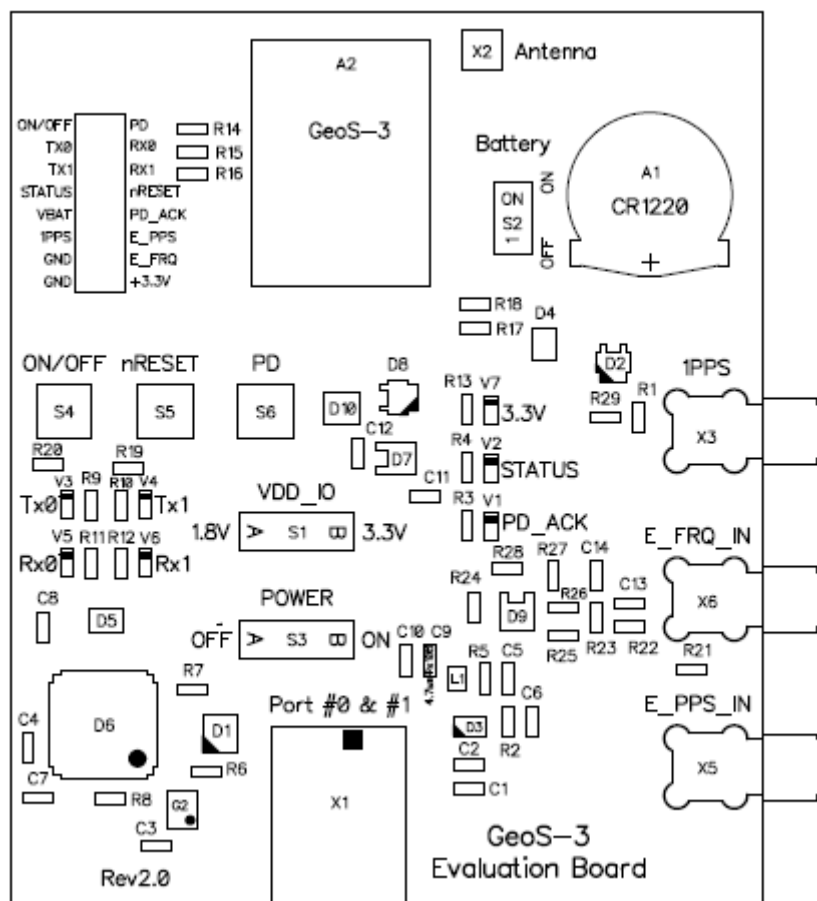 A2
GeoS-3
X2 Antenna
ON/OFF PD
TX0 RX0
TX1 RX1
STATUS nRESET
VBAT PD_ACK
1PPS E_PPS
GND E_FRQ
GND +3.3V
R14
R15
R16
Battery
ON
S2
1
ON
OFF
A1
CR1220
+
R18
R17
D4
D2
1PPS
ON/OFF nRESET PD
S4 S5 S6
D10
D8
C12
D7
C11
R13 V7
3.3V
R4 V2
STATUS
R3 V1
PD_ACK
R29
R1
X3
R20
R19
V3 R9 R10 V4
Tx0 Tx1
V5 R11 R12 V6
Rx0 Rx1
VDD_IO
1.8V A S1 B 3.3V
POWER
OFF A S3 B ON
E_FRQ_IN
R28
R27
C14
R24
D9
R26
R25
R23
C13
R22
X6
R21
C8
D5
C10
C9
L1
R5
C5
C6
D3
R2
C2
C1
E_PPS_IN
X5
R7
D6
D1
R6
C4
C7
R8
G2
C3
Port #0 & #1
X1
Rev2.0
GeoS-3
Evaluation Board